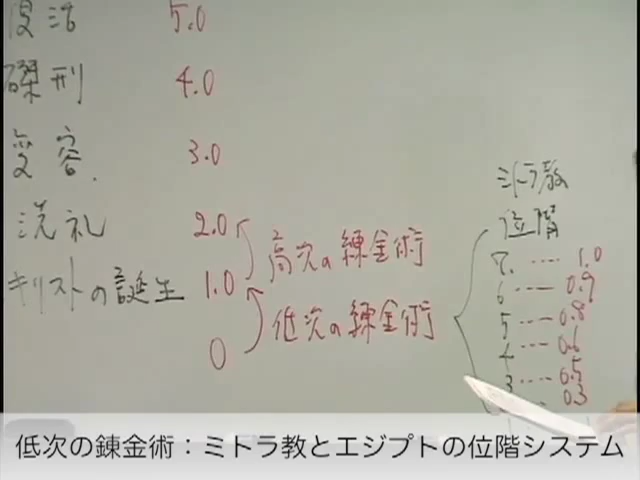 復活 5.0
磔刑 4.0
変容. 3.0
洗礼 2.0
高次の錬金術
キリストの誕生 1.0
低次の錬金術
0
ミトラ教
位階
7. ‥‥ 1.0
6 ‥‥ 0.9
5 ‥‥ 0.8
4 ‥‥ 0.6
3 ‥‥ 0.5
0.3
低次の錬金術：ミトラ教とエジプトの位階システム